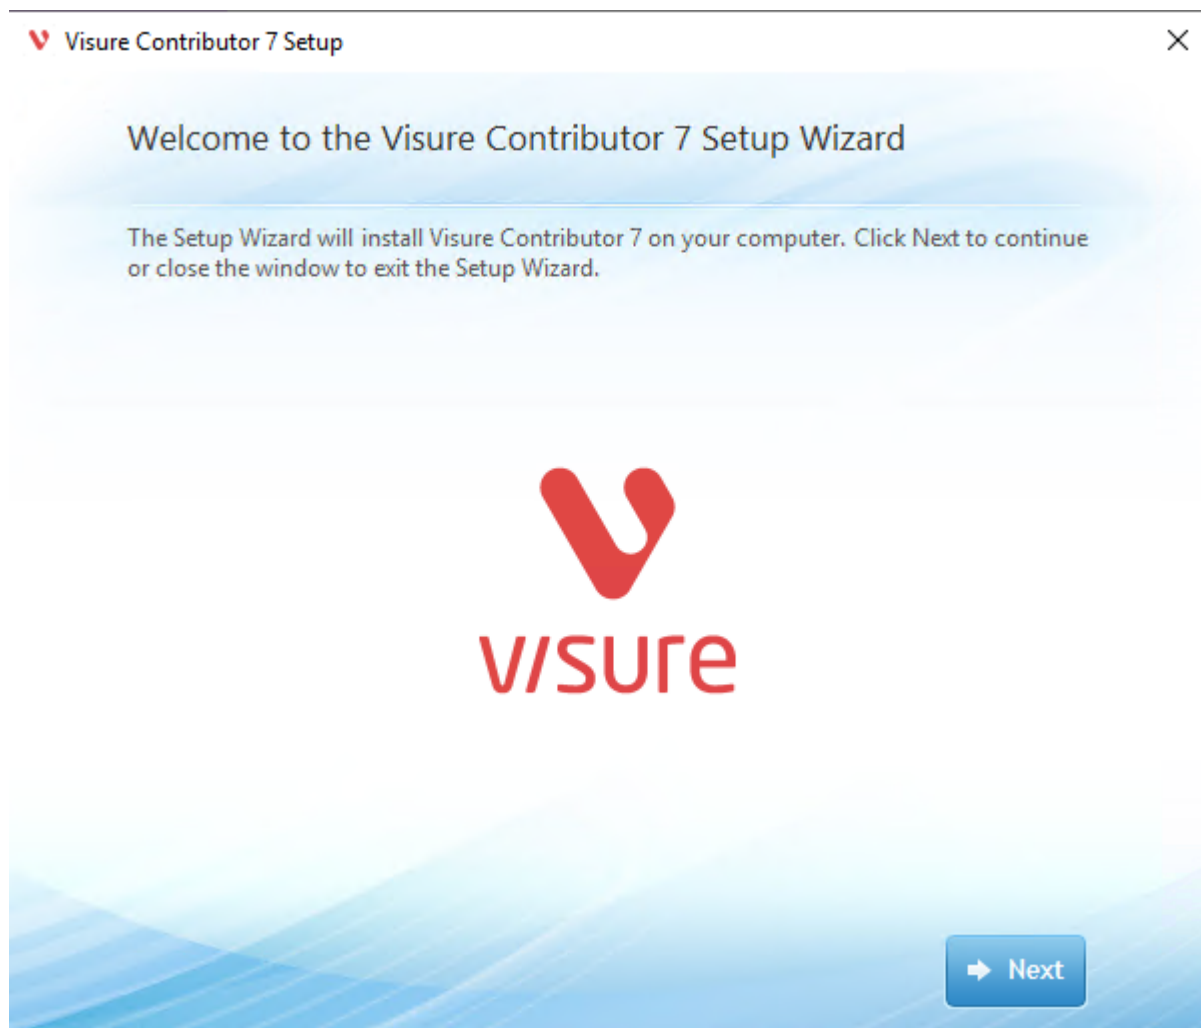 Visure Contributor 7 Setup
Welcome to the Visure Contributor 7 Setup Wizard
The Setup Wizard will install Visure Contributor 7 on your computer. Click Next to continue
or close the window to exit the Setup Wizard.
visure
Next